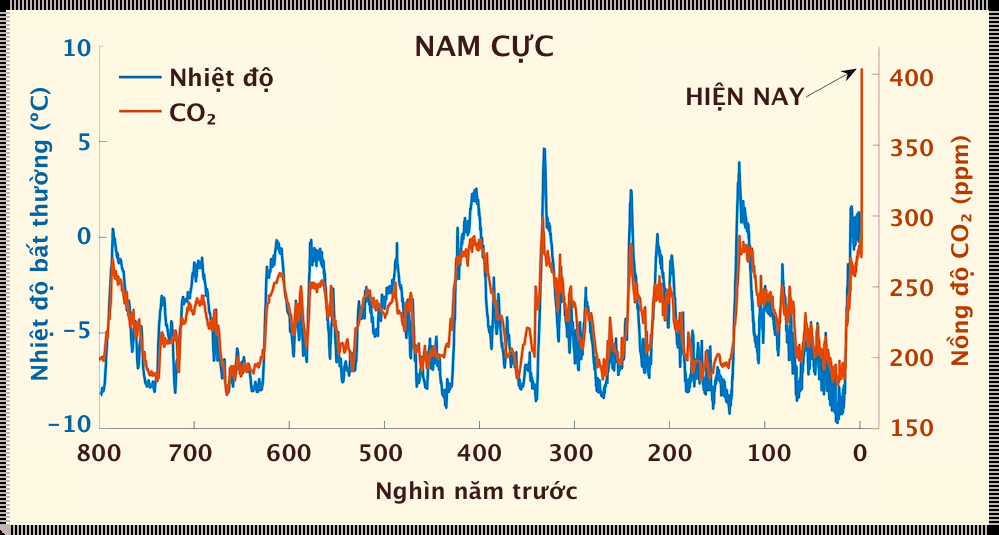 NAM CỰC
Nhiệt độ
CO₂
HIỆN NAY
Nhiệt độ bất thường (°C)
10
5
0
−5
−10
Nồng độ CO₂ (ppm)
400
350
300
250
200
150
800 700 600 500 400 300 200 100 0
Nghìn năm trước